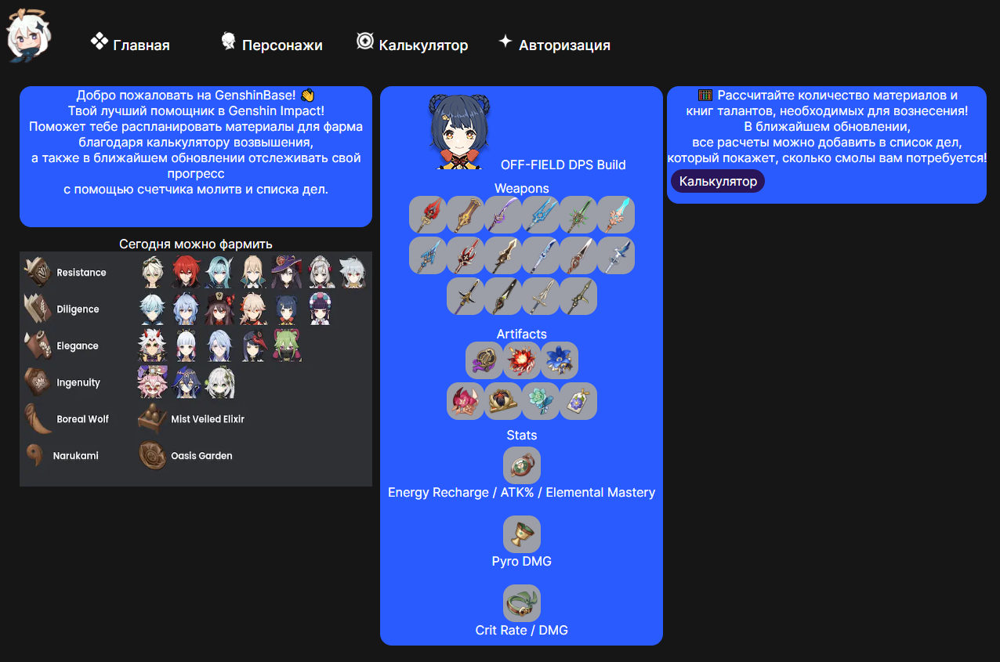 Главная
Персонажи
Калькулятор
Авторизация
Добро пожаловать на GenshinBase! 👋
Твой лучший помощник в Genshin Impact!
Поможет тебе распланировать материалы для фарма
благодаря калькулятору возвышения,
а также в ближайшем обновлении отслеживать свой
прогресс
с помощью счетчика молитв и списка дел.
Сегодня можно фармить
Resistance
Diligence
Elegance
Ingenuity
Boreal Wolf
Mist Veiled Elixir
Narukami
Oasis Garden
OFF-FIELD DPS Build
Weapons
Artifacts
Stats
Energy Recharge / ATK% / Elemental Mastery
Pyro DMG
Crit Rate / DMG
🧮 Рассчитайте количество материалов и
книг талантов, необходимых для вознесения!
В ближайшем обновлении,
все расчеты можно добавить в список дел,
который покажет, сколько смолы вам потребуется!
Калькулятор